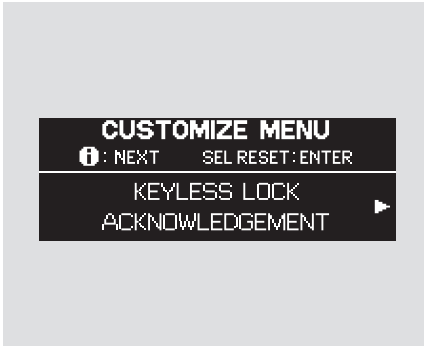 CUSTOMIZE MENU
i: NEXT SEL RESET: ENTER
KEYLESS LOCK
ACKNOWLEDGEMENT